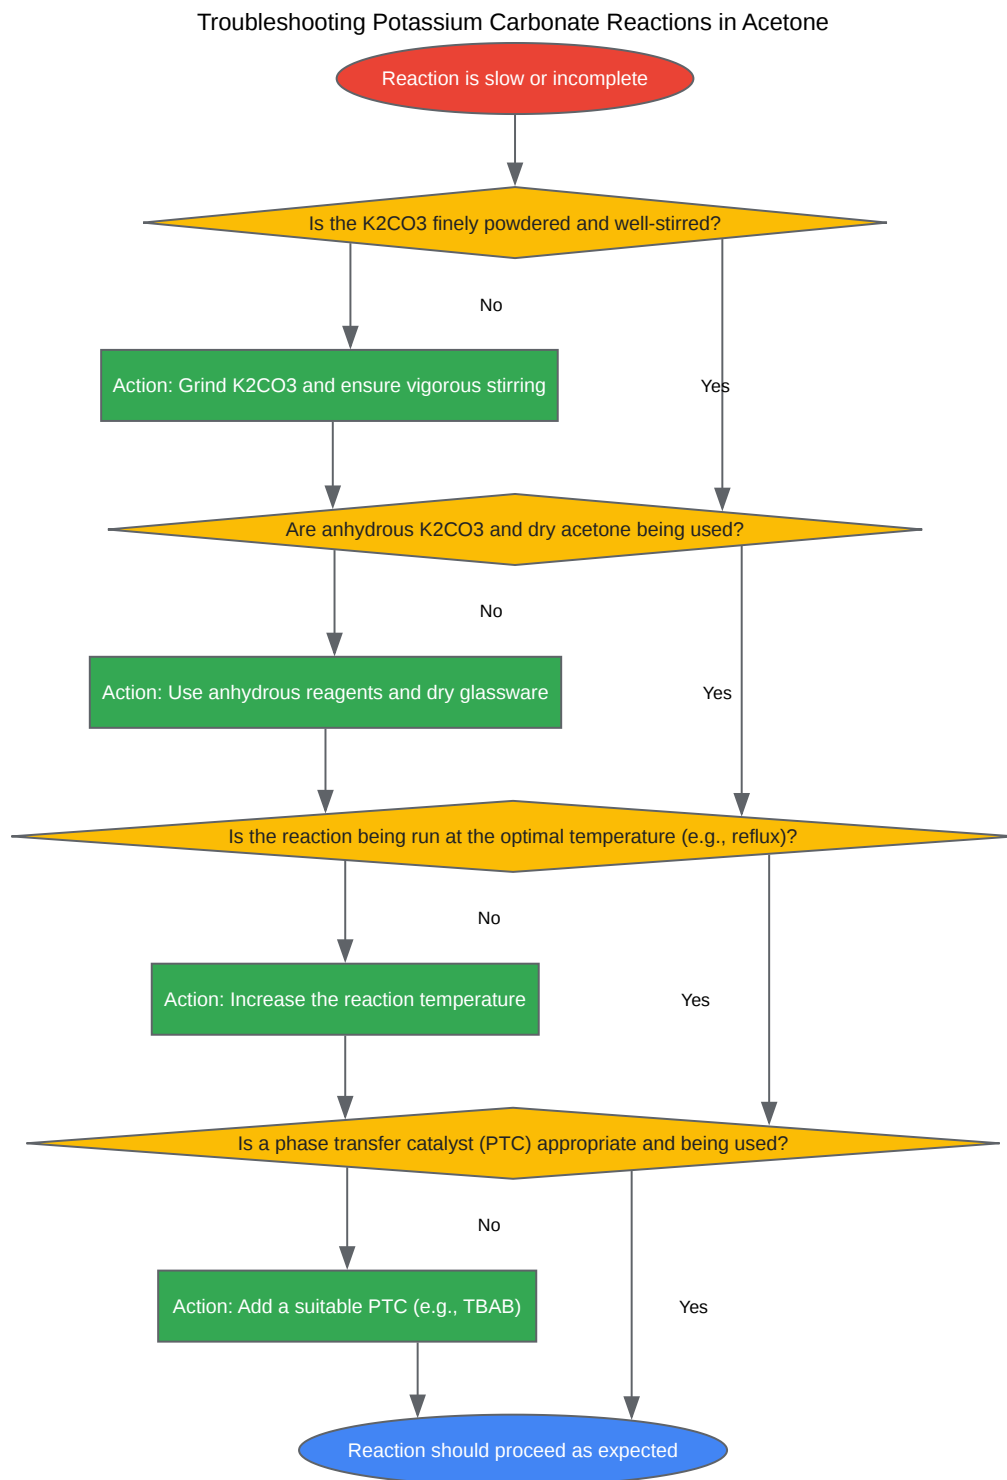 Troubleshooting Potassium Carbonate Reactions in Acetone
Reaction is slow or incomplete
Is the K2CO3 finely powdered and well-stirred?
No
Action: Grind K2CO3 and ensure vigorous stirring
Yes
Are anhydrous K2CO3 and dry acetone being used?
No
Action: Use anhydrous reagents and dry glassware
Yes
Is the reaction being run at the optimal temperature (e.g., reflux)?
No
Action: Increase the reaction temperature
Yes
Is a phase transfer catalyst (PTC) appropriate and being used?
No
Action: Add a suitable PTC (e.g., TBAB)
Yes
Reaction should proceed as expected